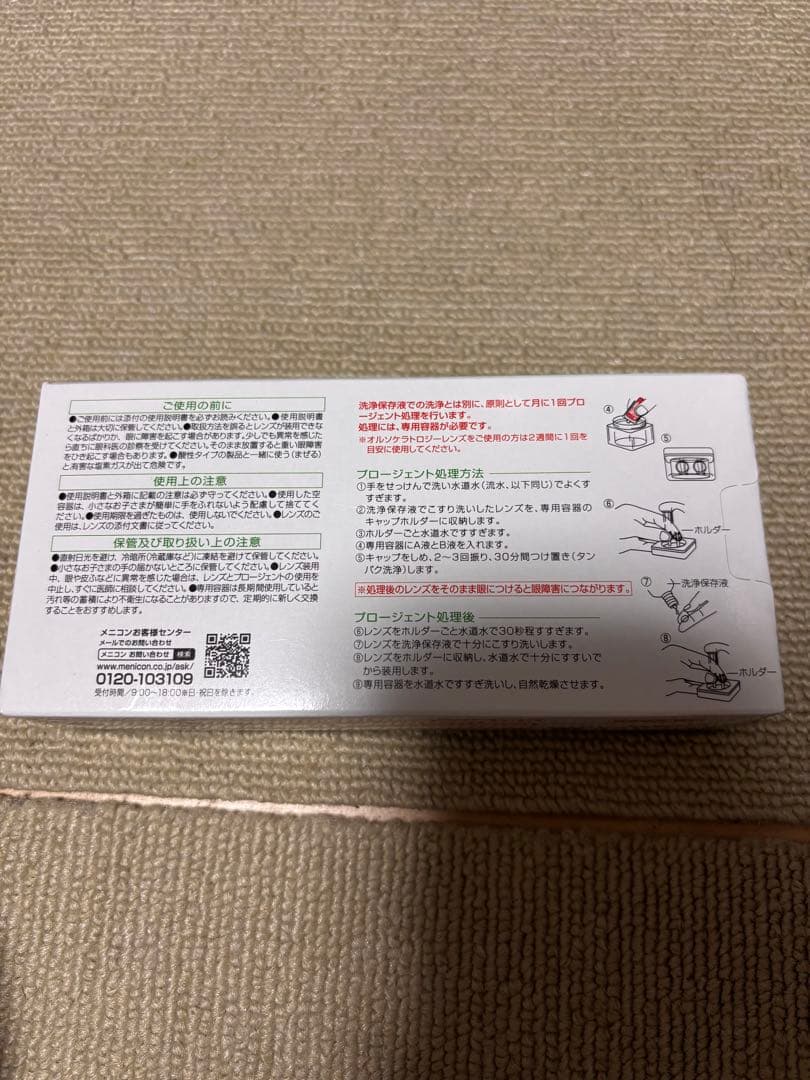 ご使用の前に
●ご使用前には添付の使用説明書を必ずお読みください。●使用説明書
と外箱は大切に保管してください。●取扱方法を誤るとレンズが装用できな
くなるばかりか、眼に障害を起こす場合があります。少しでも異常を感じた
ら直ちに眼科医の診察を受けてください。そのまま放置すると重い眼障害
をひき起こす場合もあります。●酸性タイプの製品と一緒に使う(まぜる)
と有害な塩素ガスが出て危険です。
使用上の注意
●使用説明書と外箱に記載の注意は必ず守ってください。●使用した空
容器は、小さなお子さまが簡単に手をふれないよう配慮して捨ててく
ださい。●使用期限を過ぎたものは、使用しないでください。●レンズのご
使用は、レンズの添付文書に従ってください。
保管及び取り扱い上の注意
●直射日光を避け、冷暗所(冷蔵庫など)に凍結を避けて保管してください。
●小さなお子さまの手の届かないところに保管してください。●レンズ装用
中、眼や皮ふなどに異常を感じた場合は、レンズとプロージェントの使用を
中止し、すぐに医師に相談してください。●専用容器は長期間使用していると
汚れ等の蓄積により不衛生になることがありますので、定期的に新しく交換
することをおすすめします。
メニコンお客様センター
メールでのお問い合わせ
メニコン お問い合わせ 検索
www.menicon.co.jp/ask/
0120-103109
受付時間/9:00〜18:00※日・祝日を除きます。
洗浄保存液での洗浄とは別に、原則として月に1回プロ
ージェント処理を行います。
処理には、専用容器が必要です。
※オルソケラトロジーレンズをご使用の方は2週間に1回を
目安に使用してください。
プロージェント処理方法
①手をせっけんで洗い水道水(流水、以下同じ)でよくす
すぎます。
②洗浄保存液でこすり洗いしたレンズを、専用容器の
キャップホルダーに収納します。
③ホルダーごと水道水ですすぎます。
④専用容器にA液とB液を入れます。
⑤キャップをしめ、2〜3回振り、30分間つけ置き(タン
パク洗浄)します。
※処理後のレンズをそのまま眼につけると眼障害につながります。
プロージェント処理後
⑥レンズをホルダーごと水道水で30秒程すすぎます。
⑦レンズを洗浄保存液で十分にこすり洗いします。
⑧レンズをホルダーに収納し、水道水で十分にすすいで
から装用します。
⑨専用容器を水道水ですすぎ洗いし、自然乾燥させます。
④
⑤
⑥
ホルダー
⑦
洗浄保存液
⑧
ホルダー